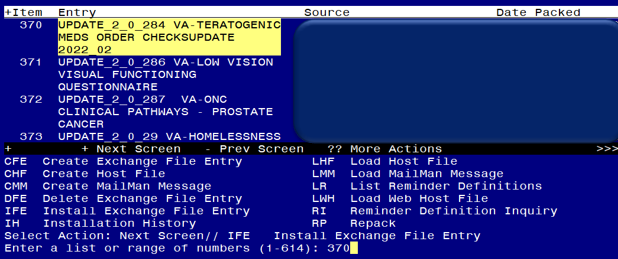 +Item  Entry                          Source                    Date Packed
370  UPDATE_2_0_284 VA-TERATOGENIC
MEDS ORDER CHECKSUPDATE
2022_02
371  UPDATE_2_0_286 VA-LOW VISION
VISUAL FUNCTIONING
QUESTIONNAIRE
372  UPDATE_2_0_287  VA-ONC
CLINICAL PATHWAYS - PROSTATE
CANCER
373  UPDATE_2_0_29 VA-HOMELESSNESS
+         + Next Screen   - Prev Screen   ?? More Actions                  >>>
CFE  Create Exchange File Entry        LHF  Load Host File
CHF  Create Host File                  LMM  Load MailMan Message
CMM  Create MailMan Message            LR   List Reminder Definitions
DFE  Delete Exchange File Entry        LWH  Load Web Host File
IFE  Install Exchange File Entry       RI   Reminder Definition Inquiry
IH   Installation History              RP   Repack
Select Action: Next Screen// IFE   Install Exchange File Entry
Enter a list or range of numbers (1-614): 370